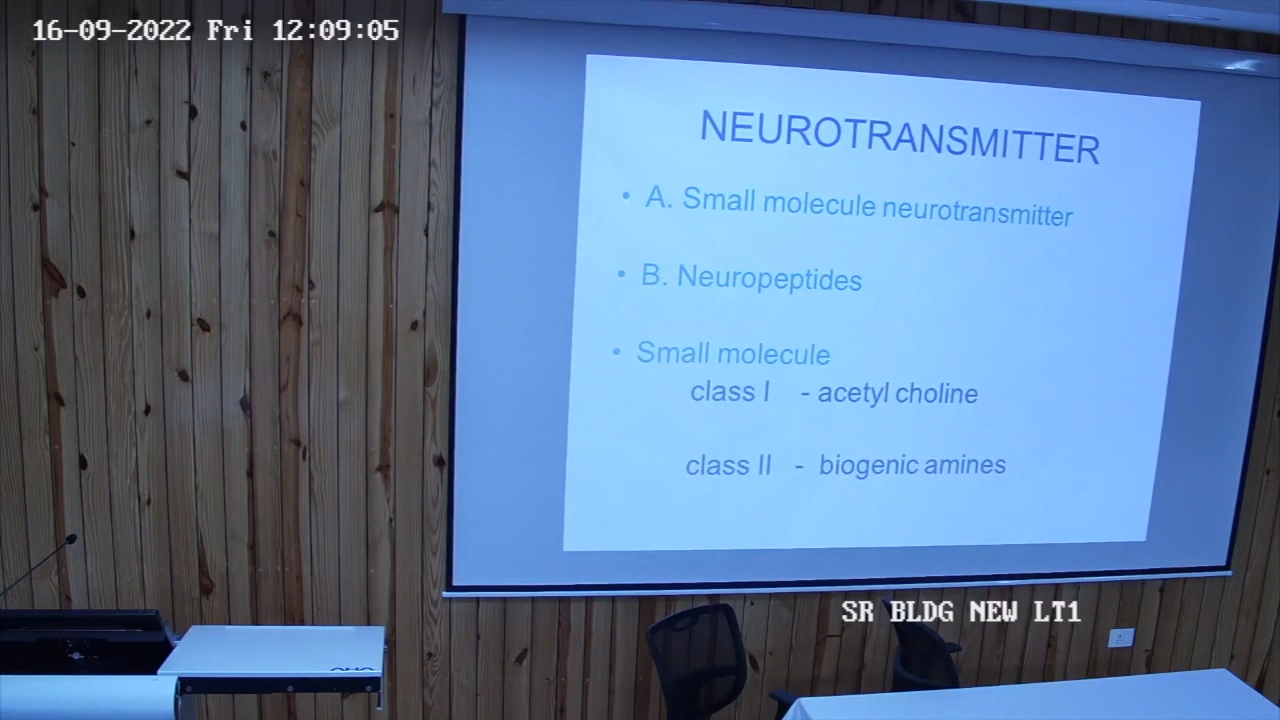 16-09-2022 Fri 12:09:05
NEUROTRANSMITTER
• A. Small molecule neurotransmitter
• B. Neuropeptides
• Small molecule
class I - acetyl choline
class II - biogenic amines
SR BLDG NEW LT1
AHA